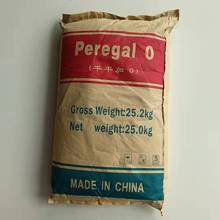 Peregal O
(平平加 O)
Gross Weight:25.2kg
Net weight:25.0kg
MADE IN CHINA